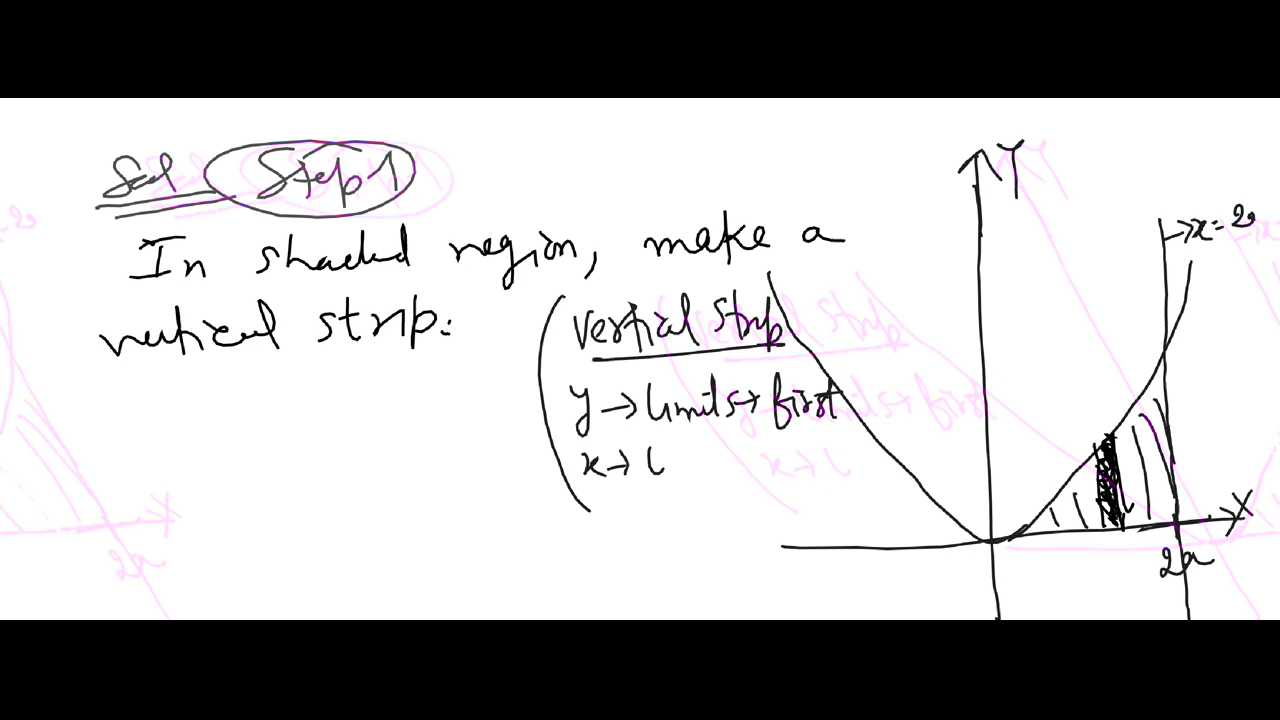 Sol Step 1
In shaded region, make a
vertical strip:
(vertical strip
y → limits → first
x → l
Y
→ x = 2a
X
2a